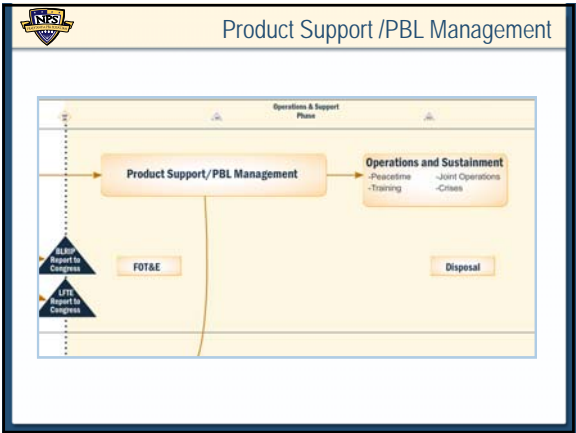 NPS
Product Support /PBL Management
Operations & Support
Phase
Product Support/PBL Management
Operations and Sustainment
-Peacetime -Joint Operations
-Training -Crises
BLRIP
Report to
Congress
FOT&E
Disposal
LFTE
Report to
Congress